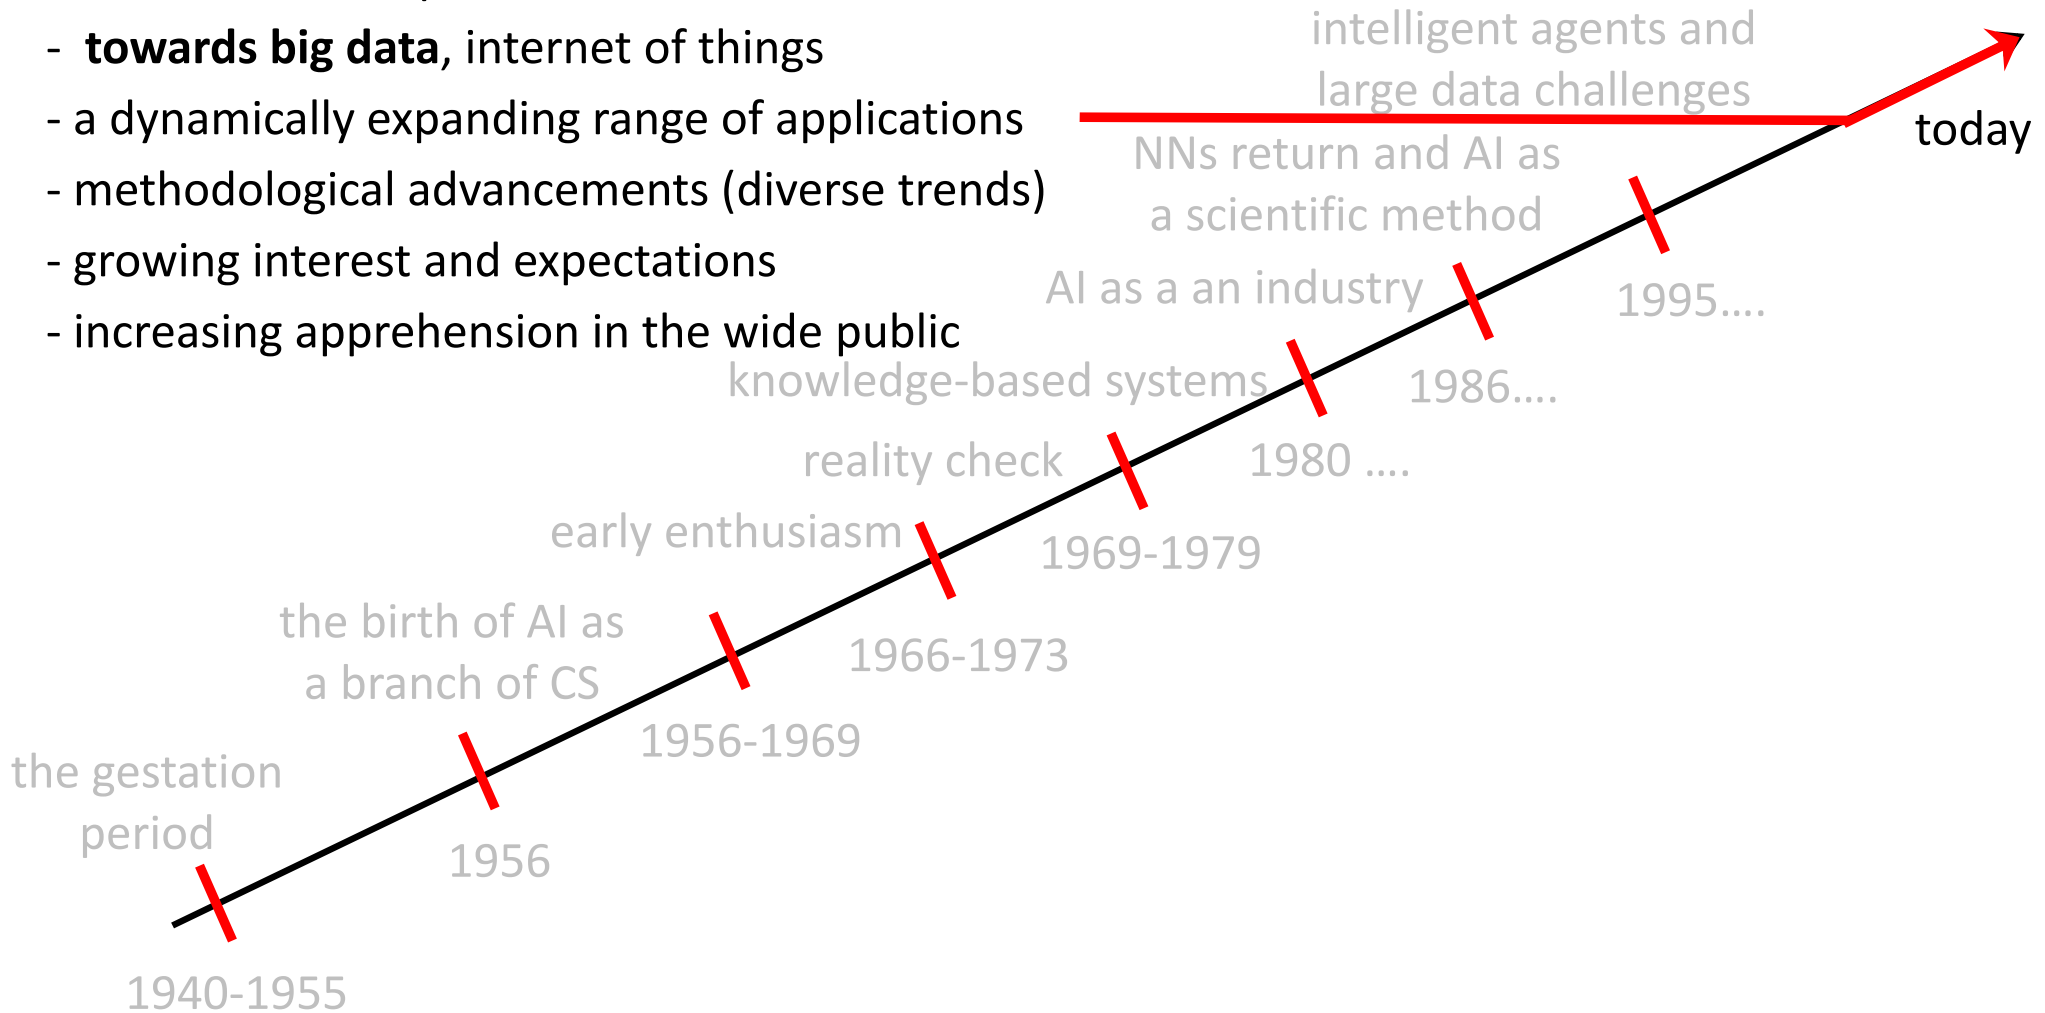 - towards big data, internet of things
- a dynamically expanding range of applications
- methodological advancements (diverse trends)
- growing interest and expectations
- increasing apprehension in the wide public
intelligent agents and
large data challenges
today
NNs return and AI as
a scientific method
1995....
AI as a an industry
1986....
knowledge-based systems
1980 ....
reality check
1969-1979
early enthusiasm
1966-1973
the birth of AI as
a branch of CS
1956-1969
the gestation
period
1956
1940-1955